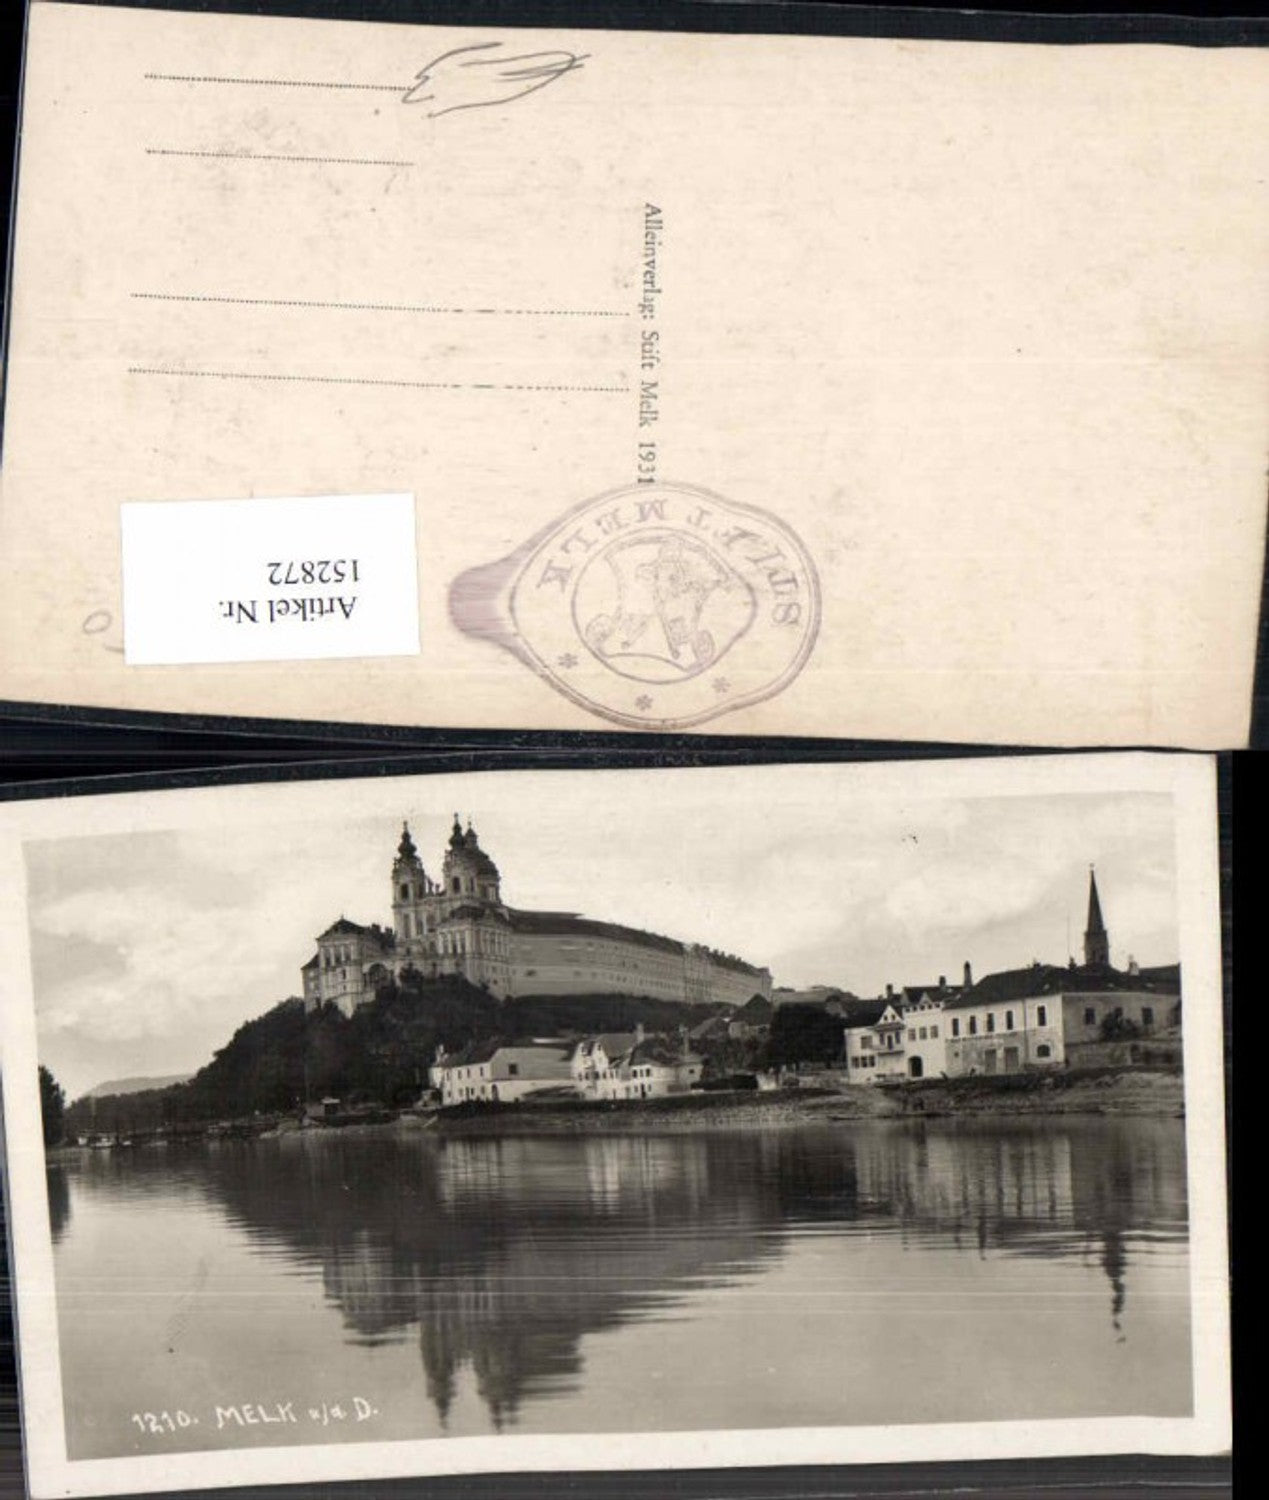 Alleinverlag: Stift Melk 1931
STIFT MELK
Artikel Nr.
152872
1210. MELK a/d. D.